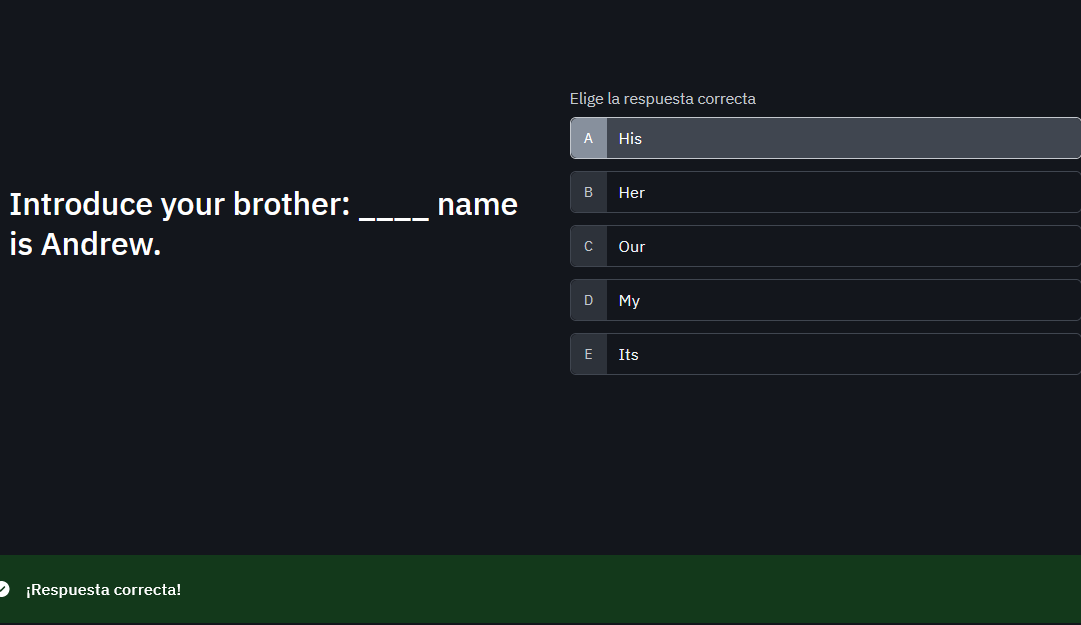 Introduce your brother: ____ name
is Andrew.
Elige la respuesta correcta
A His
B Her
C Our
D My
E Its
¡Respuesta correcta!